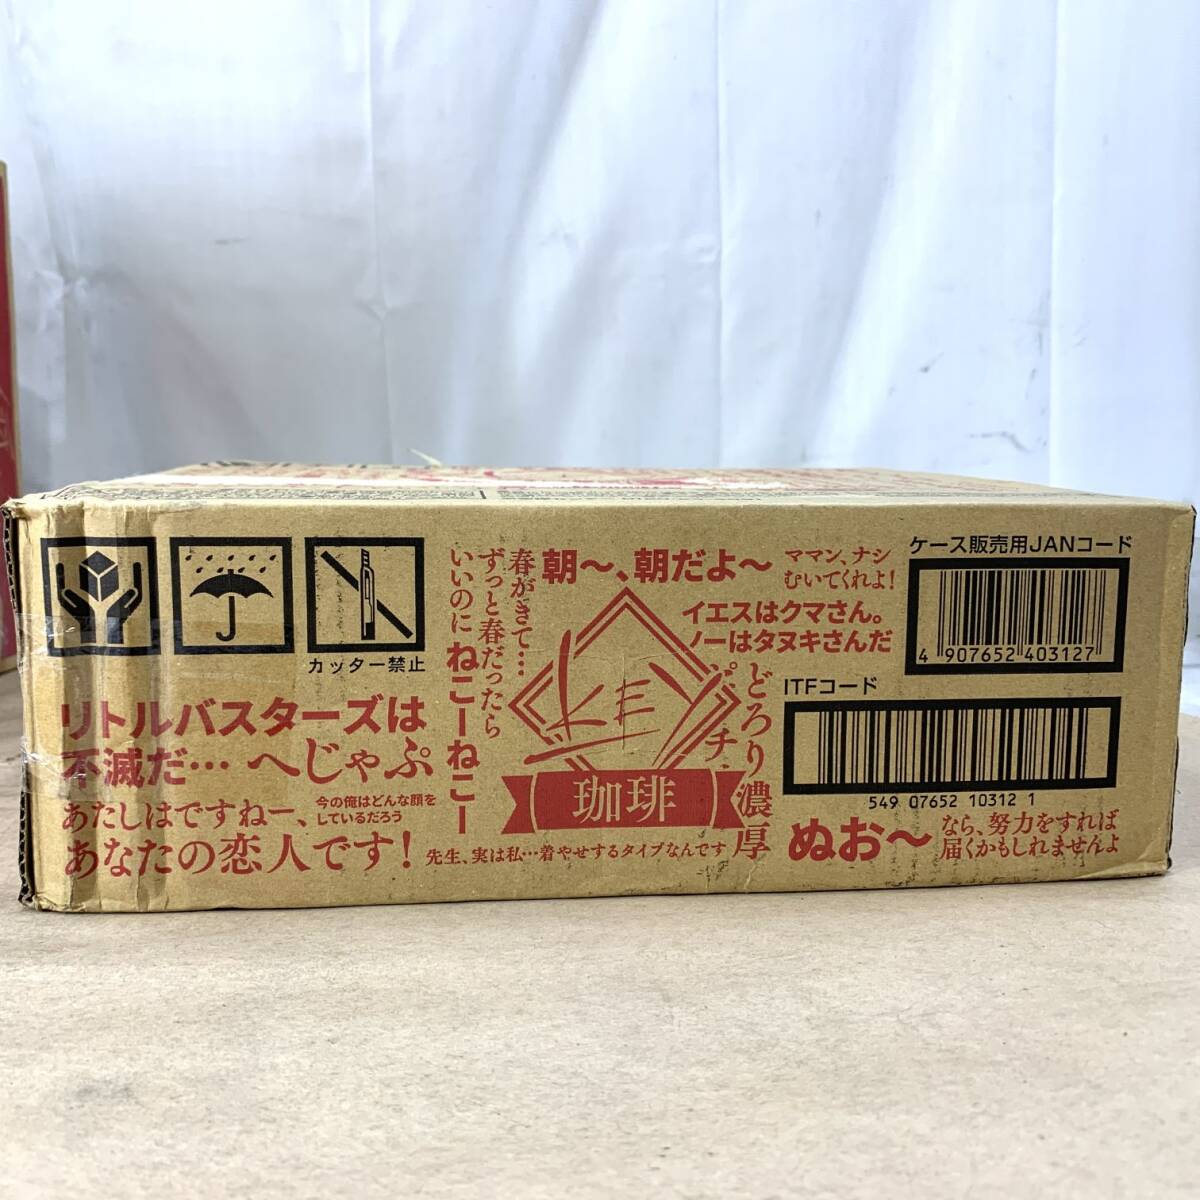 カッター禁止
リトルバスターズは
不滅だ… へじゃぷ
あたしはですねー、
今の俺はどんな顔を
しているだろう
あなたの恋人です!
先生、実は私…着やせするタイプなんです
春がきて…
ずっと春だったら
いいのに
ねこーねこー
朝〜、朝だよ〜
ママン、ナシ
むいてくれよ!
イエスはクマさん。
ノーはタヌキさんだ
KEY
珈琲
パチ、
どろり濃厚
ケース販売用JANコード
4 907652 403127
ITFコード
549 07652 10312 1
ぬお〜
なら、努力をすれば
届くかもしれませんよ